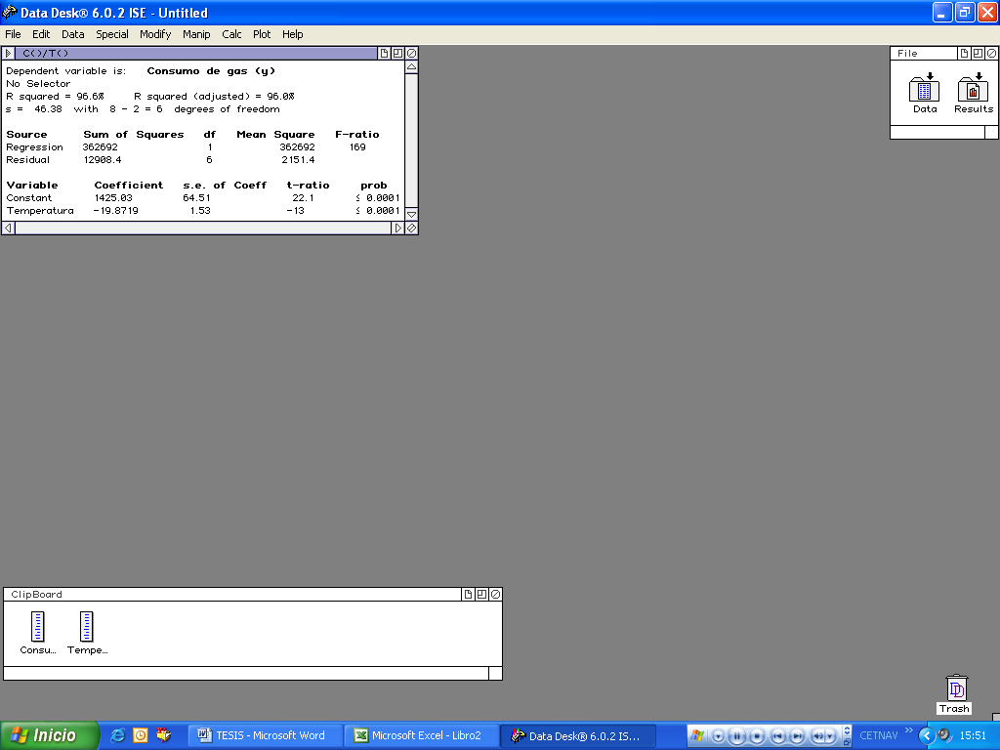 Data Desk® 6.0.2 ISE - Untitled
File Edit Data Special Modify Manip Calc Plot Help
C()/T()
Dependent variable is: Consumo de gas (y)
No Selector
R squared = 96.6% R squared (adjusted) = 96.0%
s = 46.38 with 8 - 2 = 6 degrees of freedom
Source Sum of Squares df Mean Square F-ratio
Regression 362692 1 362692 169
Residual 12908.4 6 2151.4
Variable Coefficient s.e. of Coeff t-ratio prob
Constant 1425.03 64.51 22.1 ≤ 0.0001
Temperatura -19.8719 1.53 -13 ≤ 0.0001
File
Data Results
ClipBoard
Consu... Tempe...
Trash
Inicio TESIS - Microsoft Word Microsoft Excel - Libro2 Data Desk® 6.0.2 IS... CETNAV » 15:51